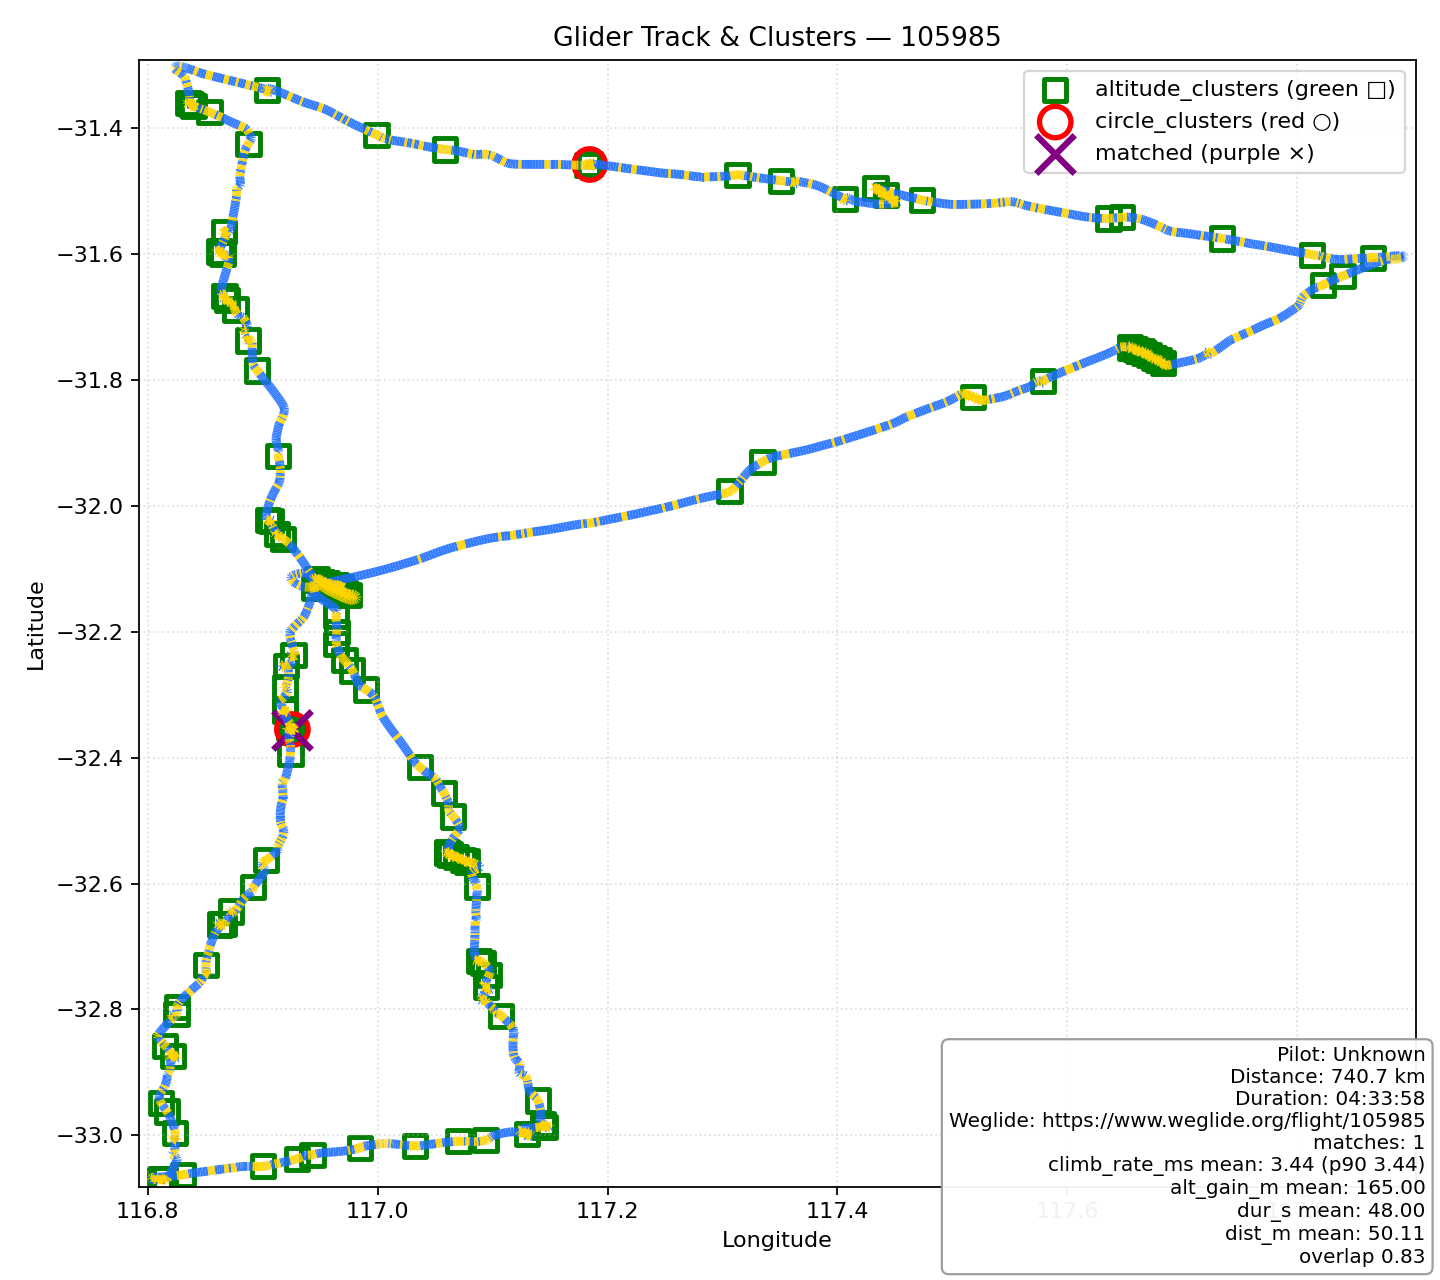 Glider Track & Clusters — 105985
altitude_clusters (green □)
circle_clusters (red ○)
matched (purple ×)
Latitude
−31.4
−31.6
−31.8
−32.0
−32.2
−32.4
−32.6
−32.8
−33.0
116.8
117.0
117.2
117.4
117.6
Longitude
Pilot: Unknown
Distance: 740.7 km
Duration: 04:33:58
Weglide: https://www.weglide.org/flight/105985
matches: 1
climb_rate_ms mean: 3.44 (p90 3.44)
alt_gain_m mean: 165.00
dur_s mean: 48.00
dist_m mean: 50.11
overlap 0.83